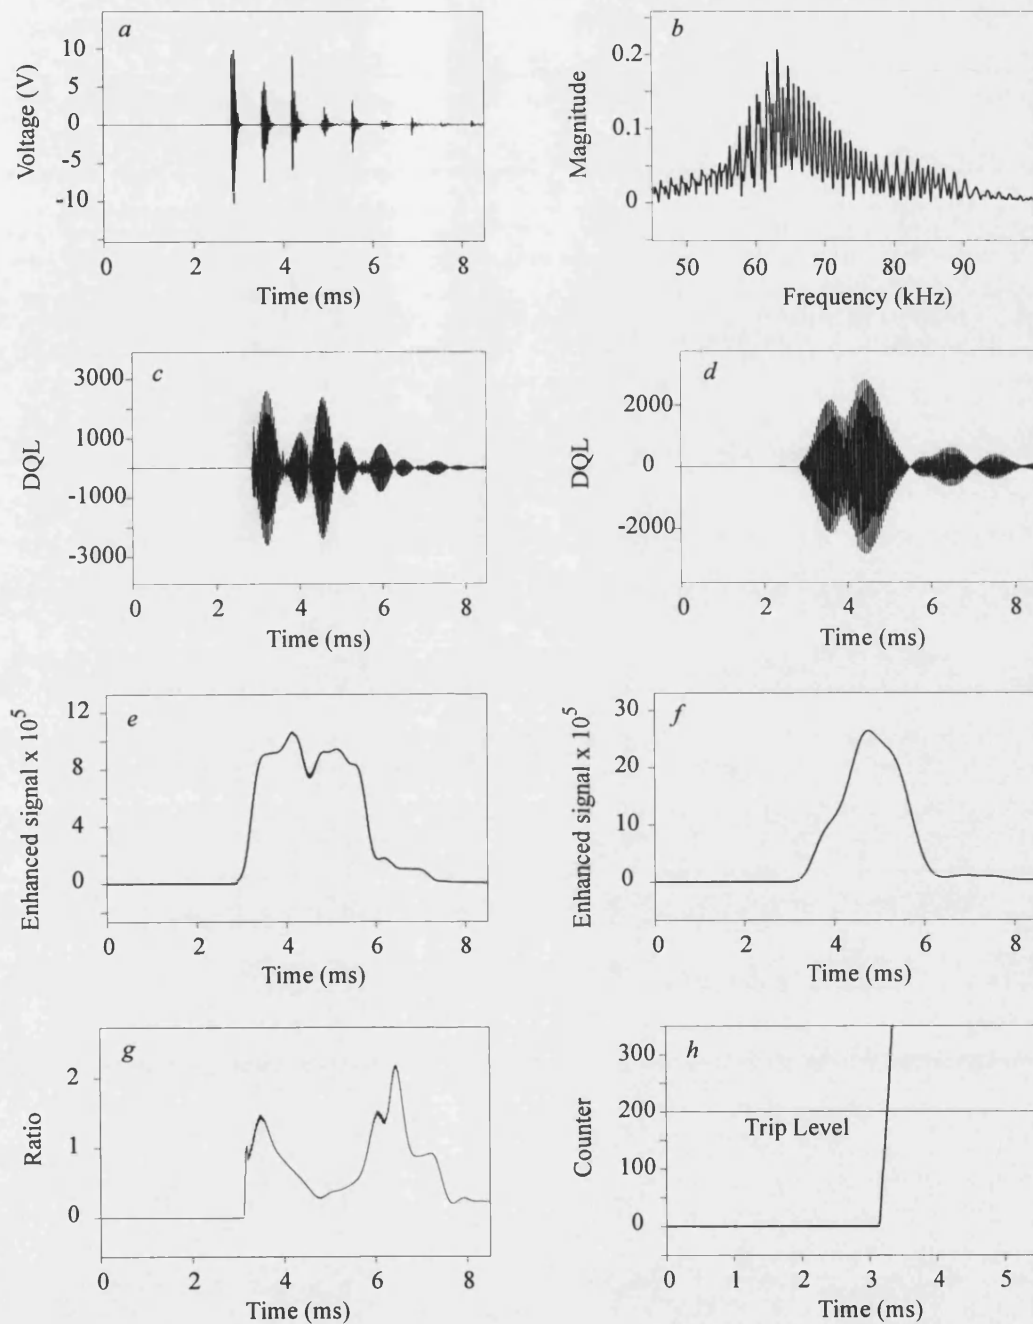 a
Voltage (V)
10
5
0
-5
-10
0 2 4 6 8
Time (ms)
b
Magnitude
0.2
0.1
0
50 60 70 80 90
Frequency (kHz)
c
DQL
3000
1000
-1000
-3000
0 2 4 6 8
Time (ms)
d
DQL
2000
0
-2000
0 2 4 6 8
Time (ms)
e
Enhanced signal x 10⁵
12
8
4
0
0 2 4 6 8
Time (ms)
f
Enhanced signal x 10⁵
30
20
10
0
0 2 4 6 8
Time (ms)
g
Ratio
2
1
0
0 2 4 6 8
Time (ms)
h
Counter
300
200
100
0
Trip Level
0 1 2 3 4 5
Time (ms)